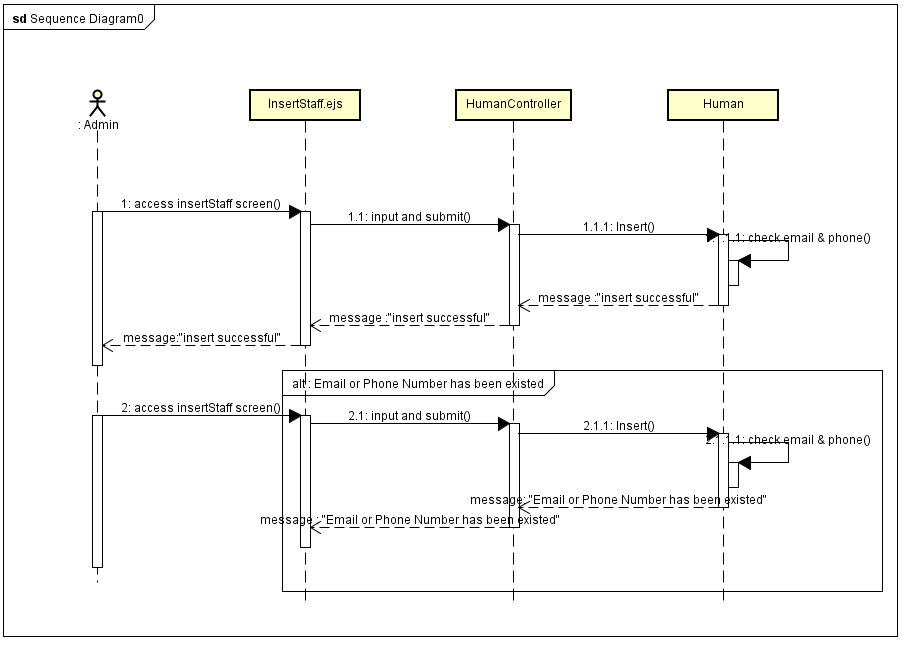 sd Sequence Diagram0
: Admin
InsertStaff.ejs
HumanController
Human
1: access insertStaff screen()
1.1: input and submit()
1.1.1: Insert()
1.1.1.1: check email & phone()
message :"insert successful"
message :"insert successful"
message:"insert successful"
alt : Email or Phone Number has been existed
2: access insertStaff screen()
2.1: input and submit()
2.1.1: Insert()
2.1.1.1: check email & phone()
message: "Email or Phone Number has been existed"
message : "Email or Phone Number has been existed"